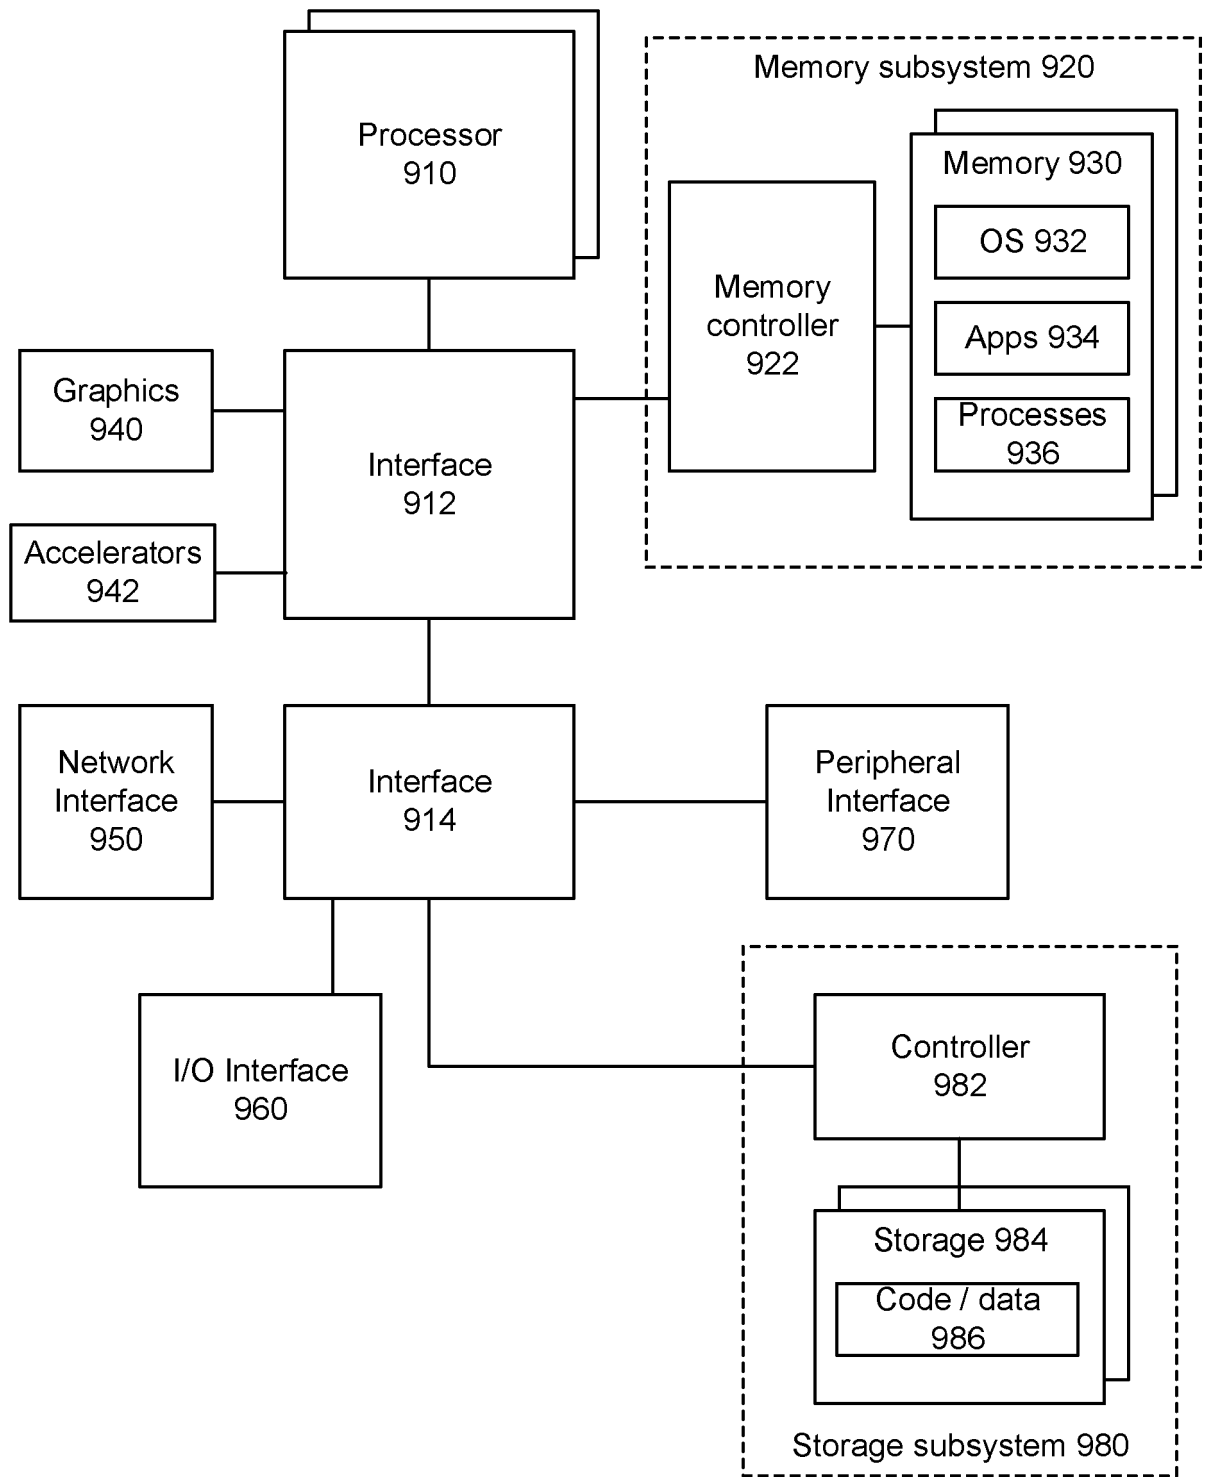 Processor
910
Memory subsystem 920
Memory 930
OS 932
Apps 934
Processes
936
Memory
controller
922
Graphics
940
Interface
912
Accelerators
942
Network
Interface
950
Interface
914
Peripheral
Interface
970
I/O Interface
960
Controller
982
Storage 984
Code / data
986
Storage subsystem 980